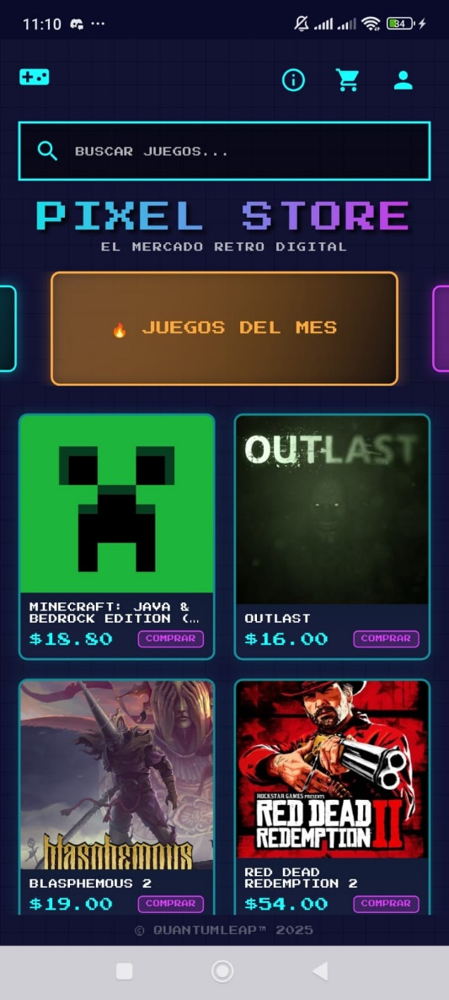 11:10
84
BUSCAR JUEGOS...
PIXEL STORE
EL MERCADO RETRO DIGITAL
🔥 JUEGOS DEL MES
OUTLAST
MINECRAFT: JAVA &
BEDROCK EDITION (…
$18.80 COMPRAR
OUTLAST
$16.00 COMPRAR
blasphemous
ROCKSTAR GAMES PRESENTS
RED DEAD
REDEMPTION II
BLASPHEMOUS 2
$19.00 COMPRAR
RED DEAD
REDEMPTION 2
$54.00 COMPRAR
© QUANTUMLEAP™ 2025